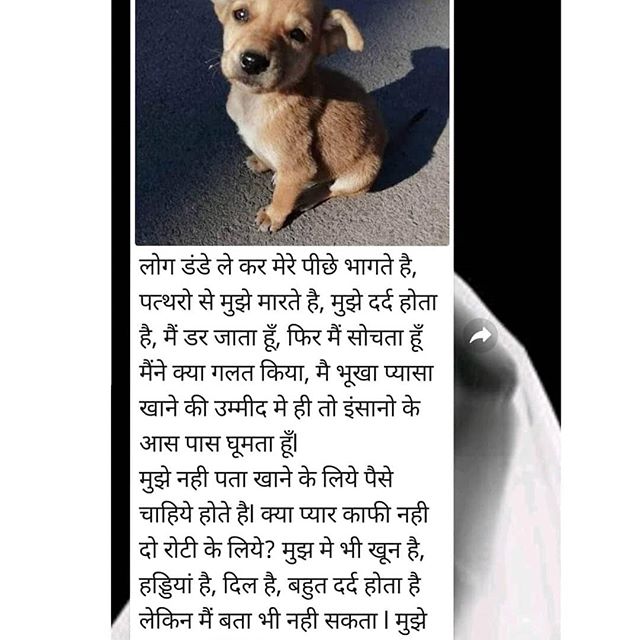 लोग डंडे ले कर मेरे पीछे भागते है,
पत्थरो से मुझे मारते है, मुझे दर्द होता
है, मैं डर जाता हूँ, फिर मैं सोचता हूँ
मैंने क्या गलत किया, मै भूखा प्यासा
खाने की उम्मीद मे ही तो इंसानो के
आस पास घूमता हूँl
मुझे नही पता खाने के लिये पैसे
चाहिये होते हैl क्या प्यार काफी नही
दो रोटी के लिये? मुझ मे भी खून है,
हड्डियां है, दिल है, बहुत दर्द होता है
लेकिन मैं बता भी नही सकता l मुझे